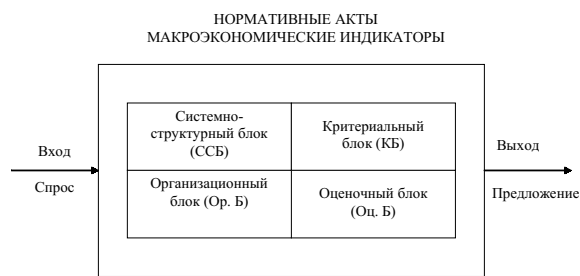 НОРМАТИВНЫЕ АКТЫ
МАКРОЭКОНОМИЧЕСКИЕ ИНДИКАТОРЫ
Вход
Спрос
Системно-
структурный блок
(ССБ)
Критериальный
блок (КБ)
Организационный
блок (Ор. Б)
Оценочный блок
(Оц. Б)
Выход
Предложение